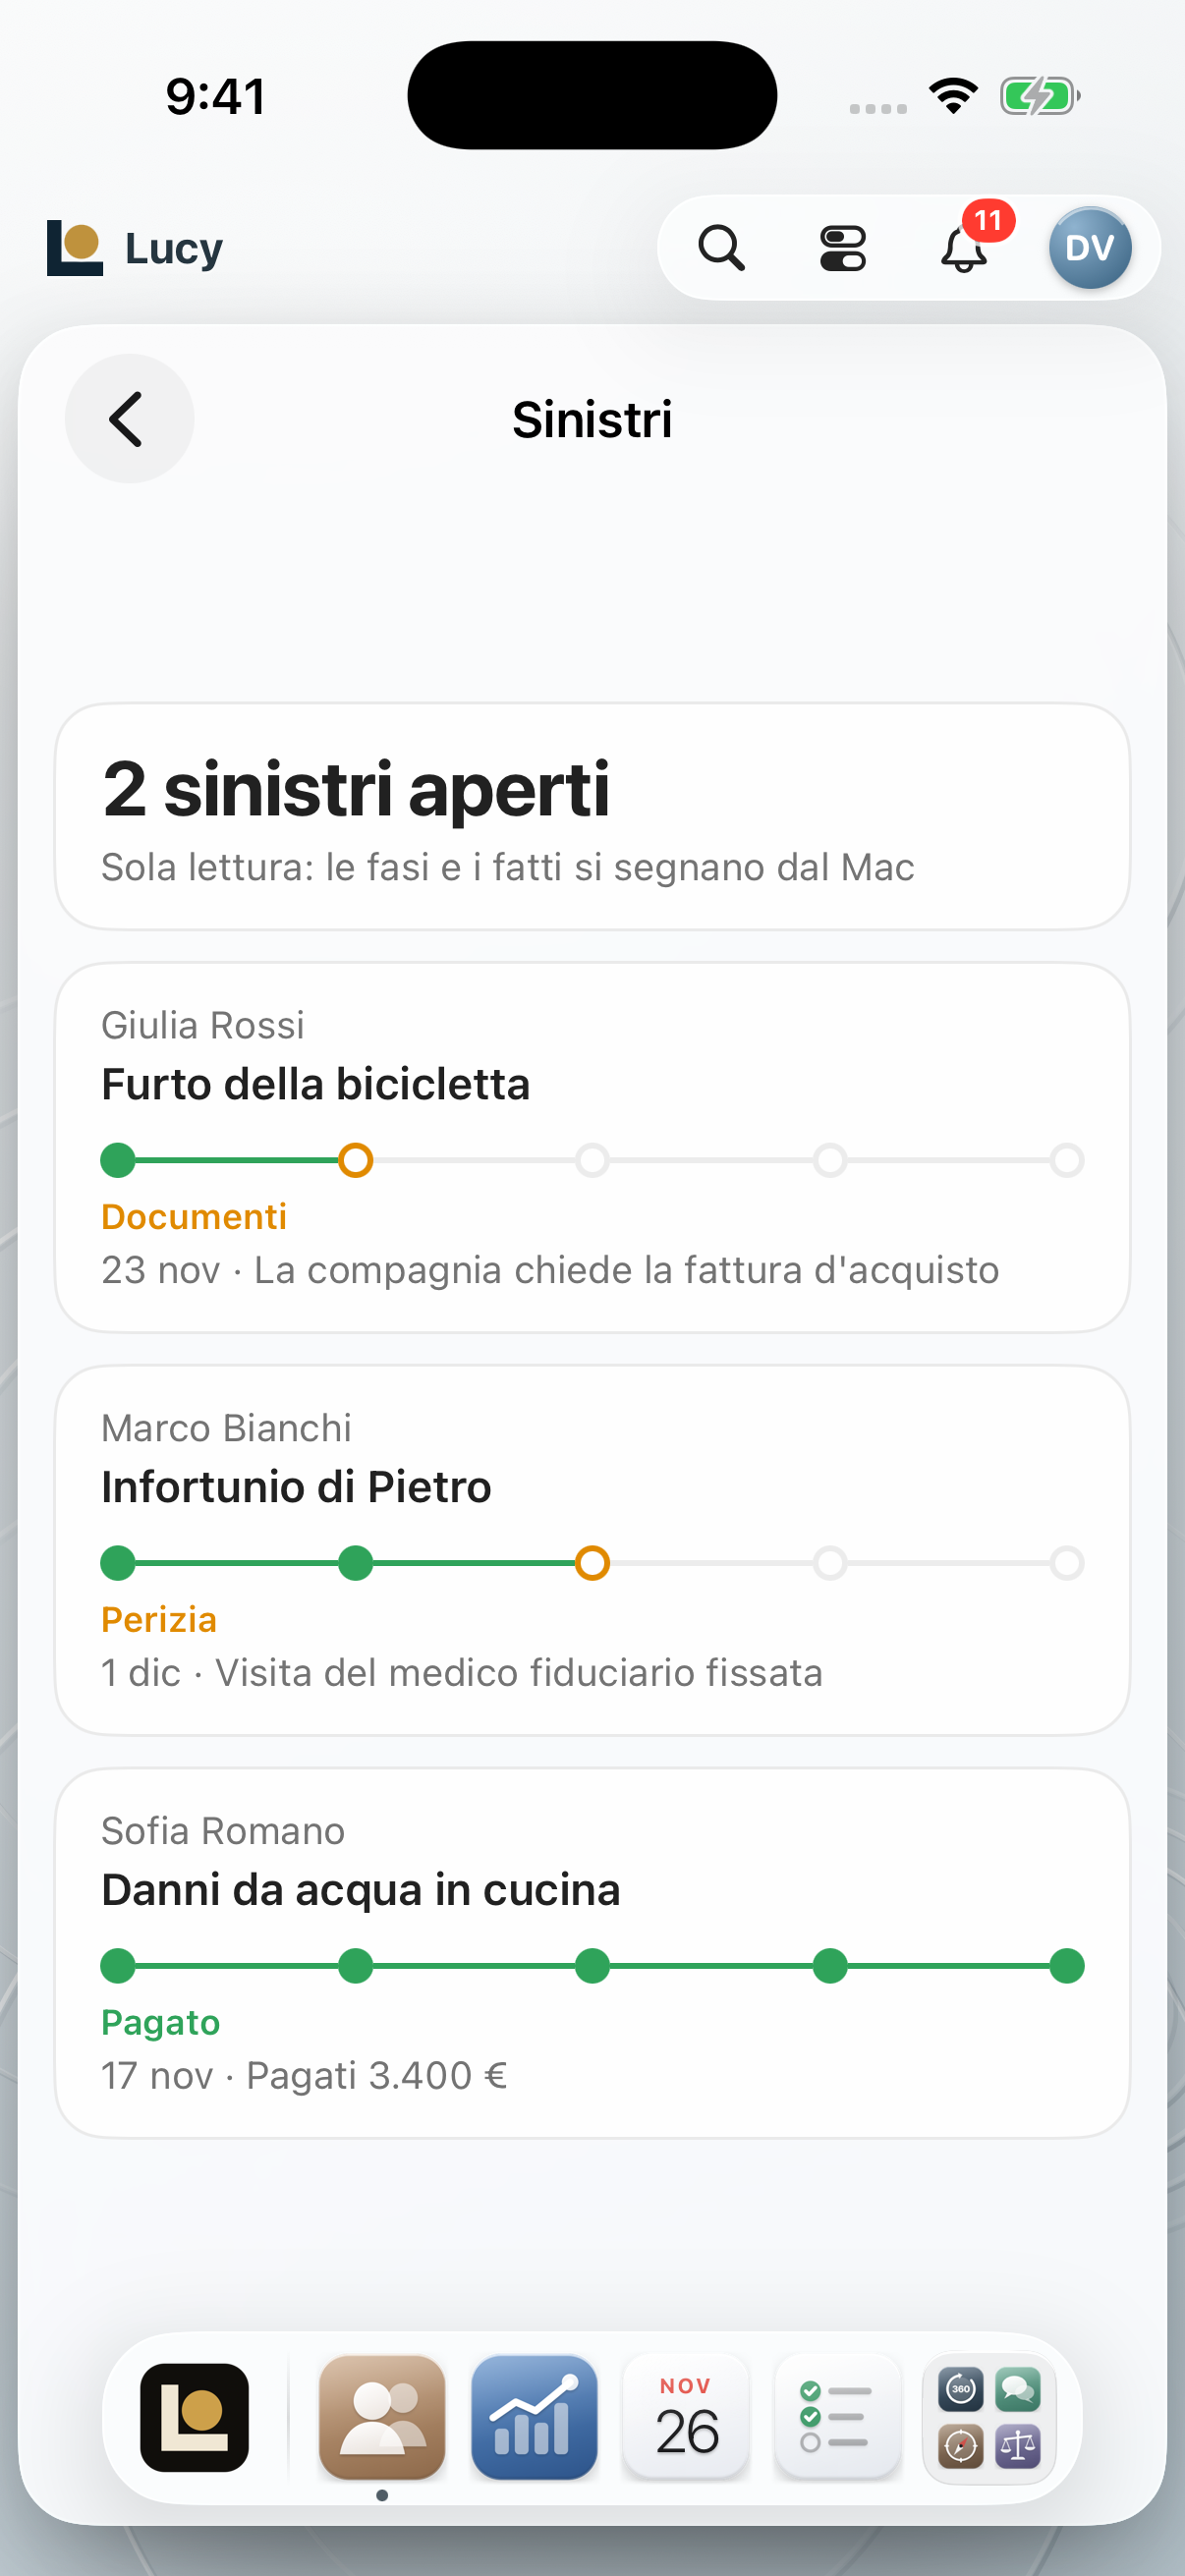 9:41
Lucy
11
DV
Sinistri
2 sinistri aperti
Sola lettura: le fasi e i fatti si segnano dal Mac
Giulia Rossi
Furto della bicicletta
Documenti
23 nov · La compagnia chiede la fattura d'acquisto
Marco Bianchi
Infortunio di Pietro
Perizia
1 dic · Visita del medico fiduciario fissata
Sofia Romano
Danni da acqua in cucina
Pagato
17 nov · Pagati 3.400 €
NOV
26
360